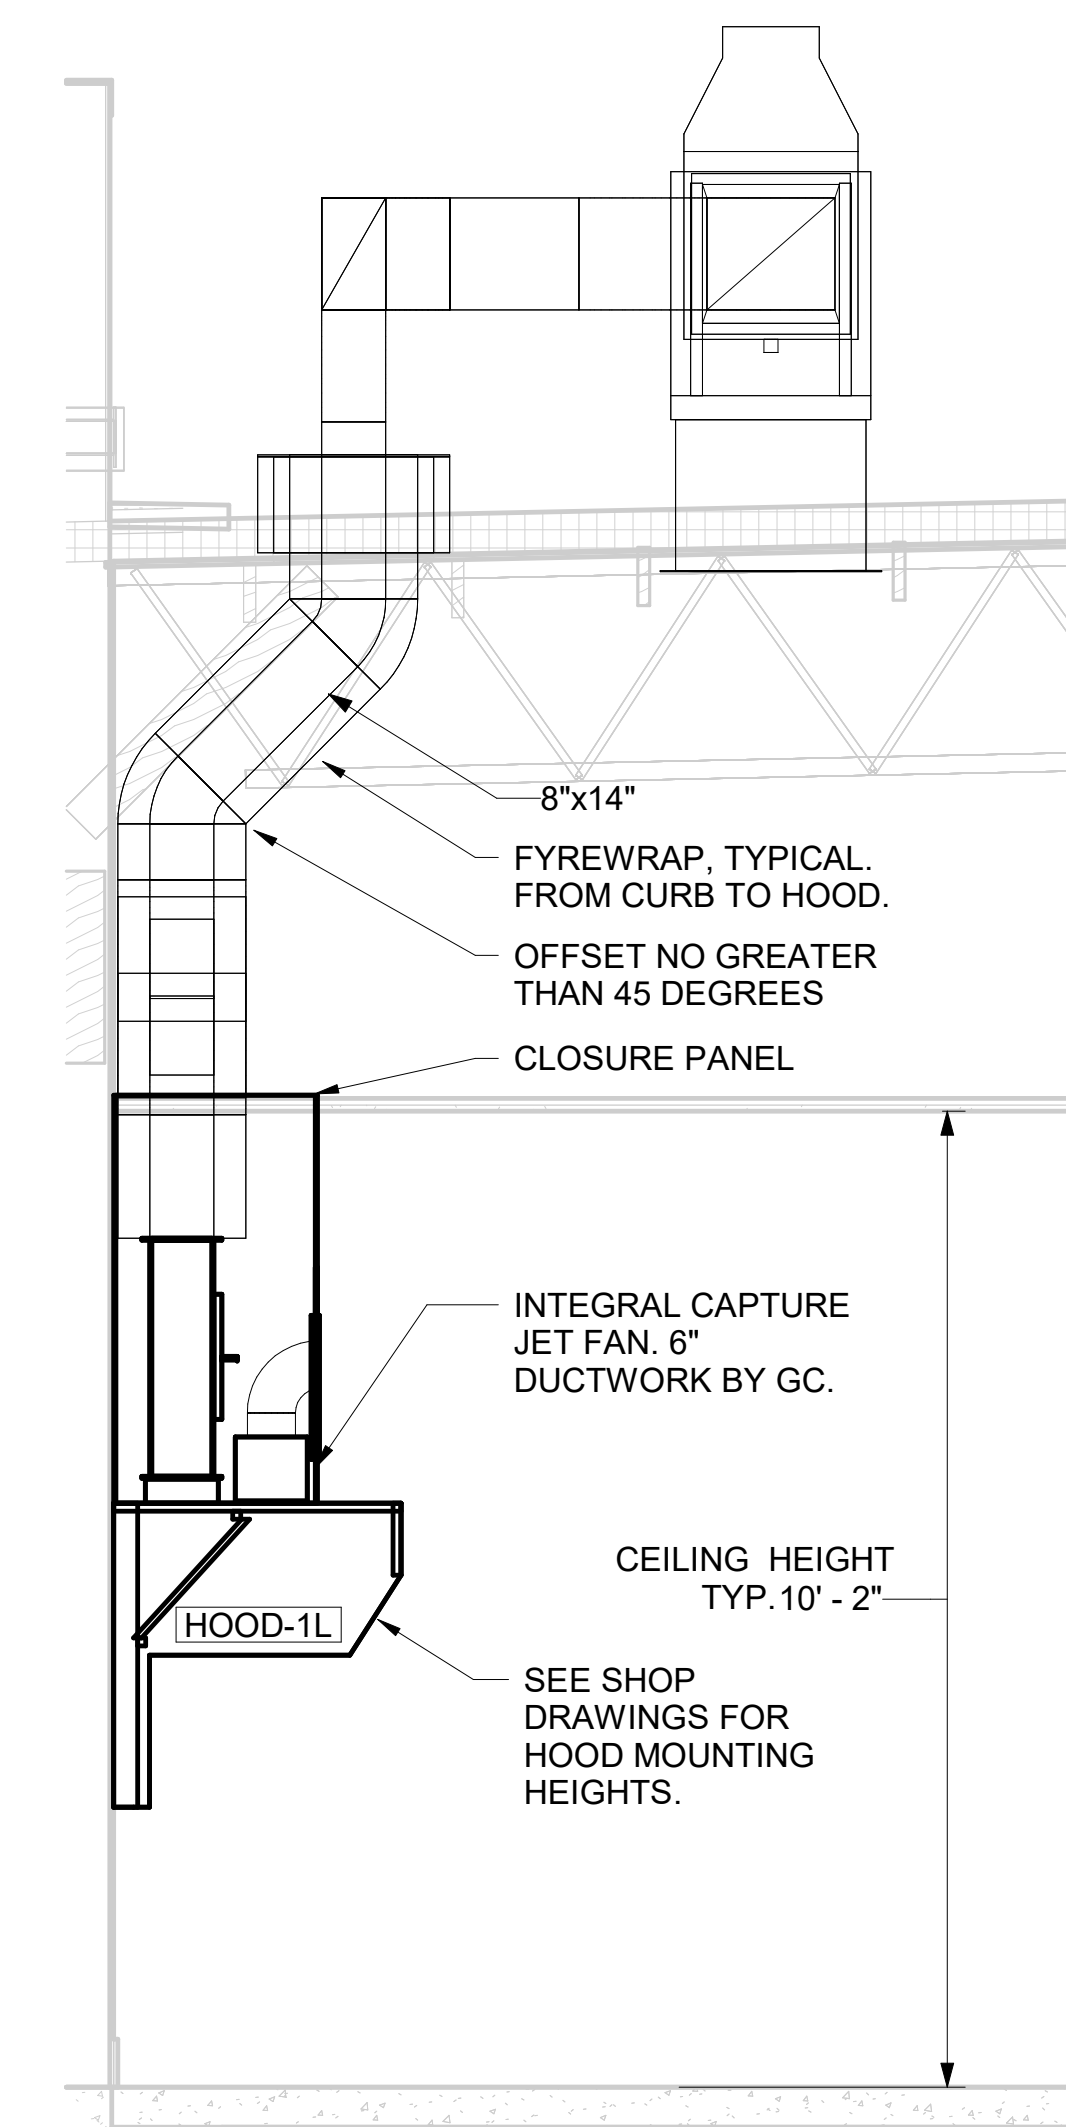 8"x14"
FYREWRAP, TYPICAL.
FROM CURB TO HOOD.
OFFSET NO GREATER
THAN 45 DEGREES
CLOSURE PANEL
INTEGRAL CAPTURE
JET FAN. 6"
DUCTWORK BY GC.
CEILING HEIGHT
TYP.10' - 2"
HOOD-1L
SEE SHOP
DRAWINGS FOR
HOOD MOUNTING
HEIGHTS.